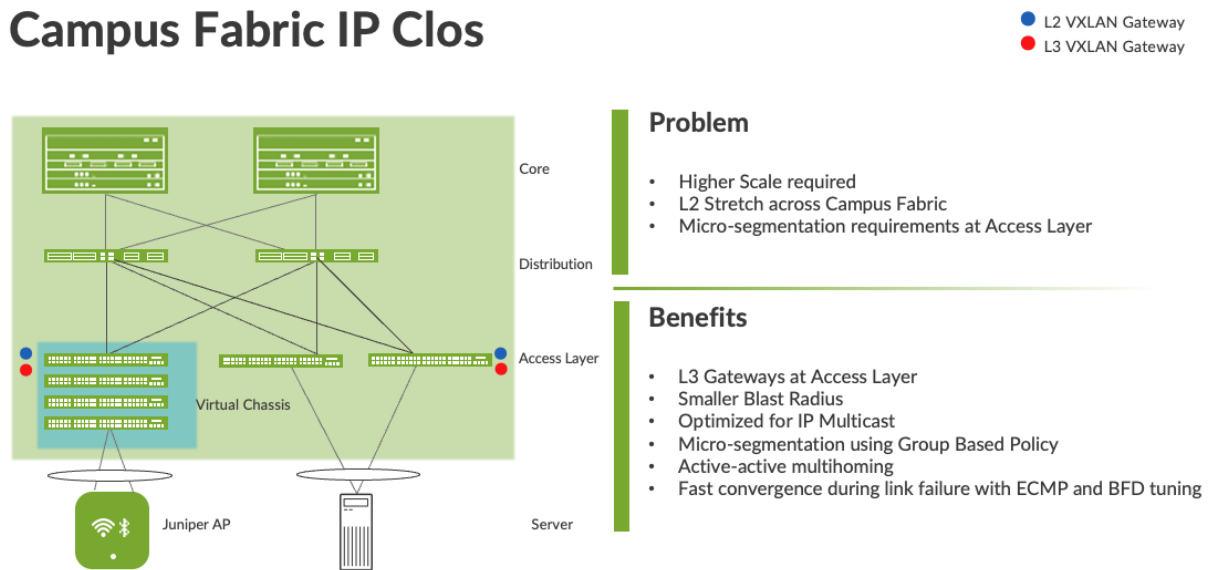 Campus Fabric IP Clos
L2 VXLAN Gateway
L3 VXLAN Gateway
Core
Distribution
Access Layer
Virtual Chassis
Juniper AP
Server
Problem
• Higher Scale required
• L2 Stretch across Campus Fabric
• Micro-segmentation requirements at Access Layer
Benefits
• L3 Gateways at Access Layer
• Smaller Blast Radius
• Optimized for IP Multicast
• Micro-segmentation using Group Based Policy
• Active-active multihoming
• Fast convergence during link failure with ECMP and BFD tuning